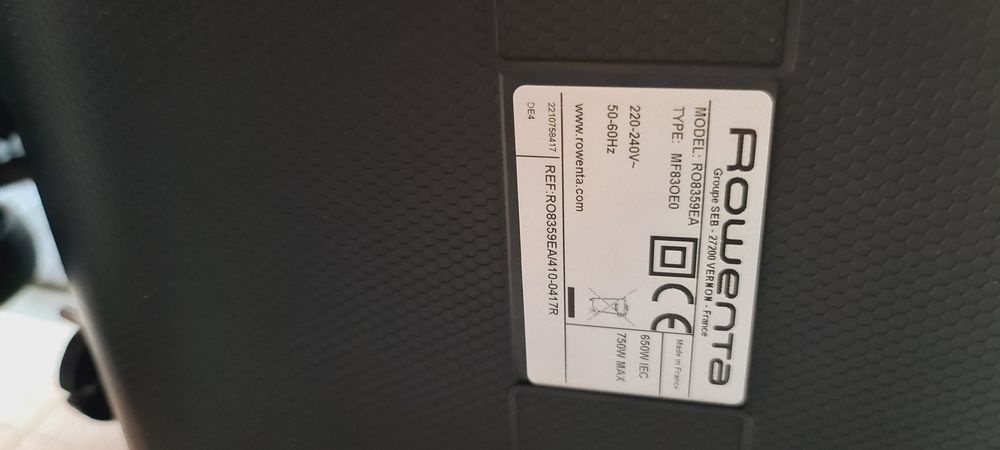 Rowenta
Groupe SEB - 27200 VERNON - France
MODEL: RO8359EA
TYPE: MF83OE0
Made in France
220-240V~
50-60Hz
650W IEC
750W MAX
www.rowenta.com
2210758417
REF:RO8359EA/410-0417R
DE4